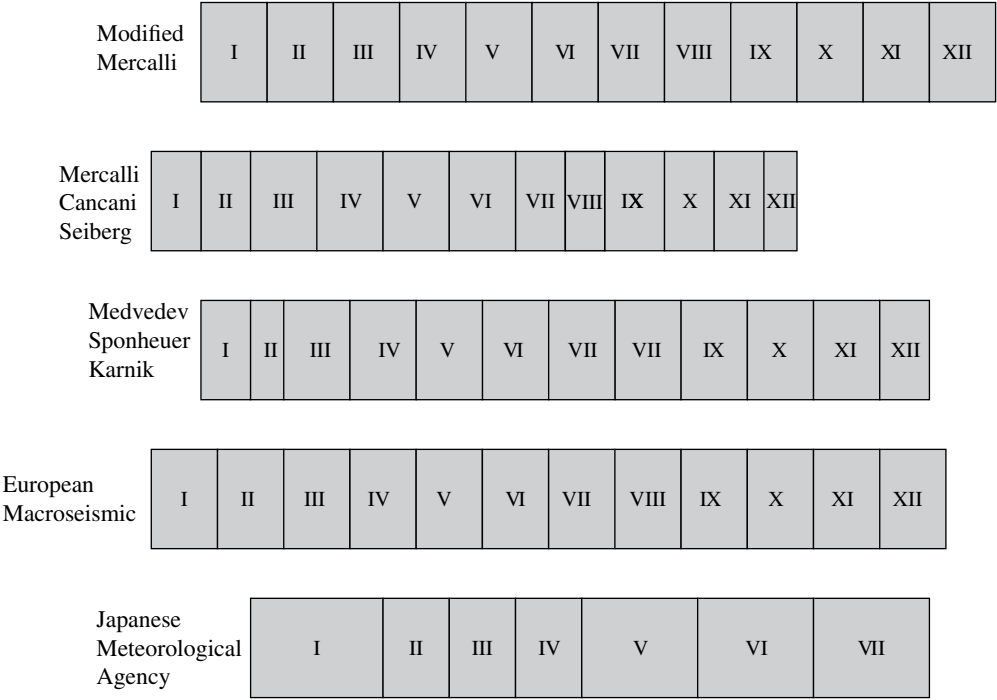 Modified
Mercalli
I II III IV V VI VII VIII IX X XI XII
Mercalli
Cancani
Seiberg
I II III IV V VI VII VIII IX X XI XII
Medvedev
Sponheuer
Karnik
I II III IV V VI VII VII IX X XI XII
European
Macroseismic
I II III IV V VI VII VIII IX X XI XII
Japanese
Meteorological
Agency
I II III IV V VI VII